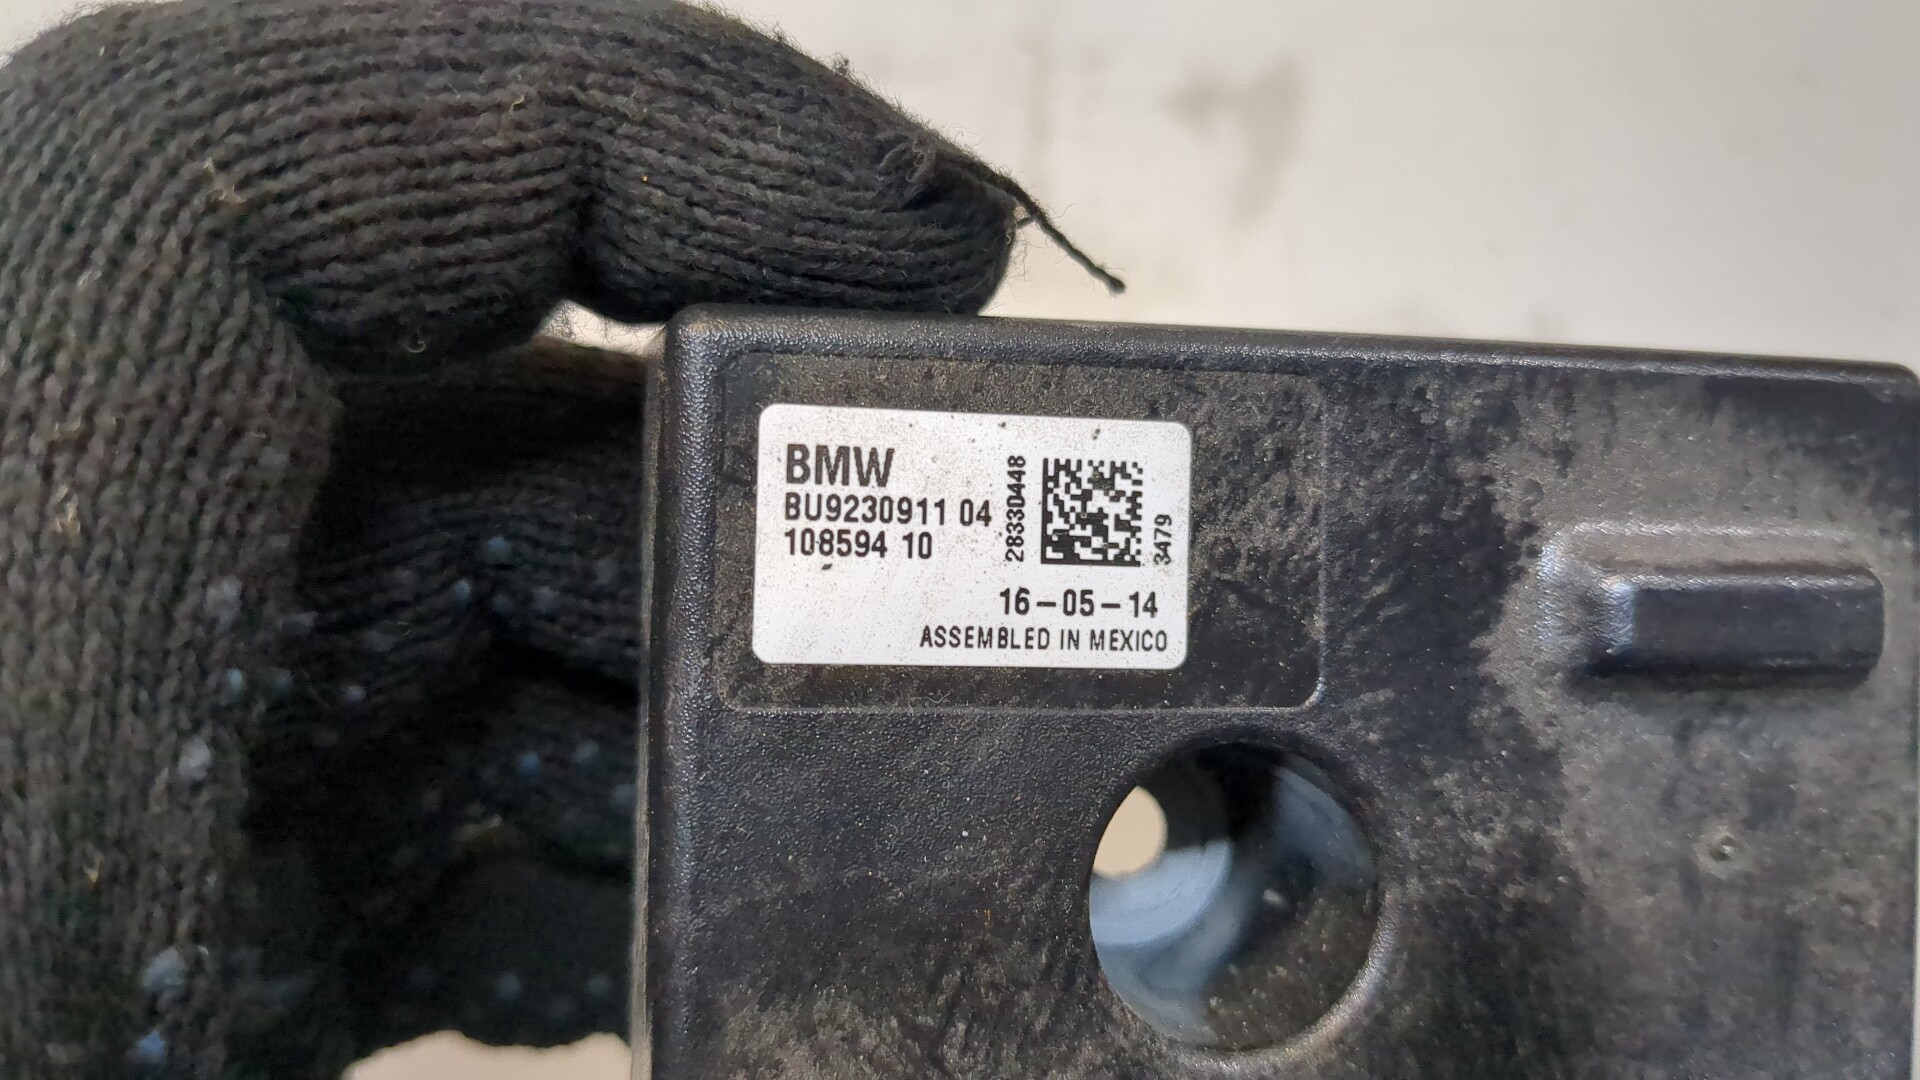 BMW
BU9230911 04
108594 10
28330448
3479
16-05-14
ASSEMBLED IN MEXICO